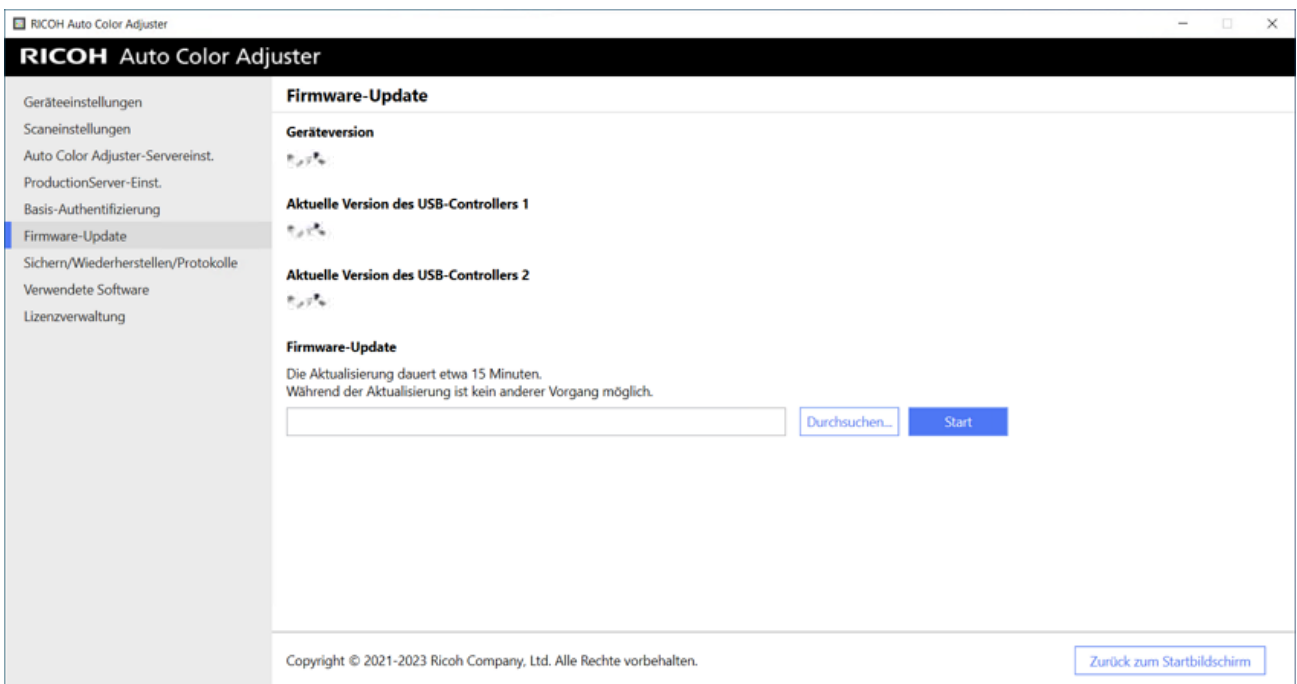 RICOH Auto Color Adjuster
RICOH Auto Color Adjuster
Geräteeinstellungen
Scaneinstellungen
Auto Color Adjuster-Servereinst.
ProductionServer-Einst.
Basis-Authentifizierung
Firmware-Update
Sichern/Wiederherstellen/Protokolle
Verwendete Software
Lizenzverwaltung
Firmware-Update
Geräteversion
Aktuelle Version des USB-Controllers 1
Aktuelle Version des USB-Controllers 2
Firmware-Update
Die Aktualisierung dauert etwa 15 Minuten.
Während der Aktualisierung ist kein anderer Vorgang möglich.
Durchsuchen...
Start
Copyright © 2021-2023 Ricoh Company, Ltd. Alle Rechte vorbehalten.
Zurück zum Startbildschirm